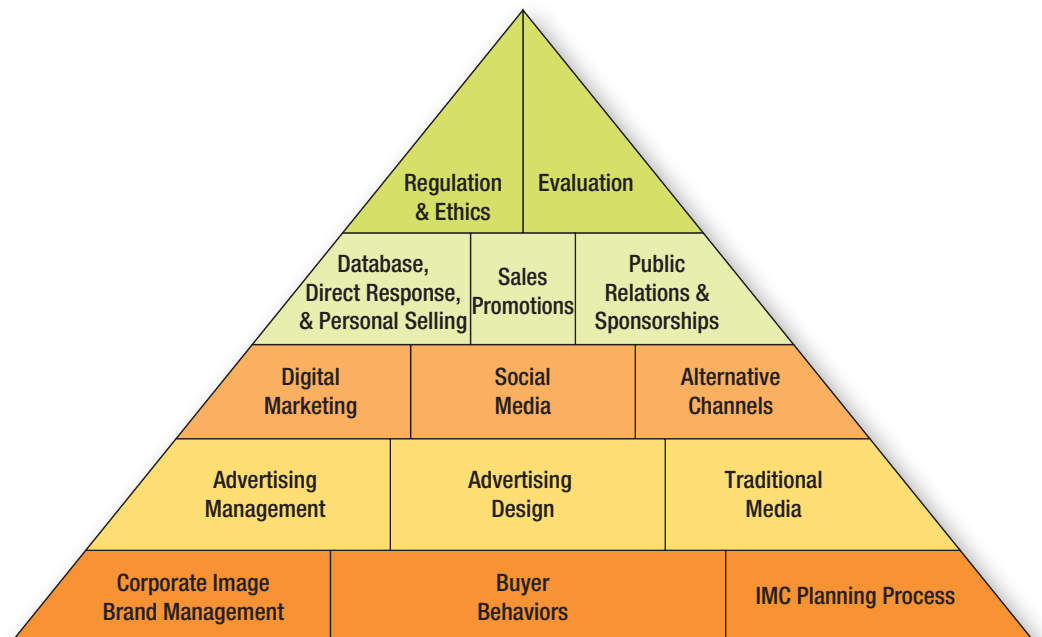 Regulation
& Ethics
Evaluation
Database,
Direct Response,
& Personal Selling
Sales
Promotions
Public
Relations &
Sponsorships
Digital
Marketing
Social
Media
Alternative
Channels
Advertising
Management
Advertising
Design
Traditional
Media
Corporate Image
Brand Management
Buyer
Behaviors
IMC Planning Process